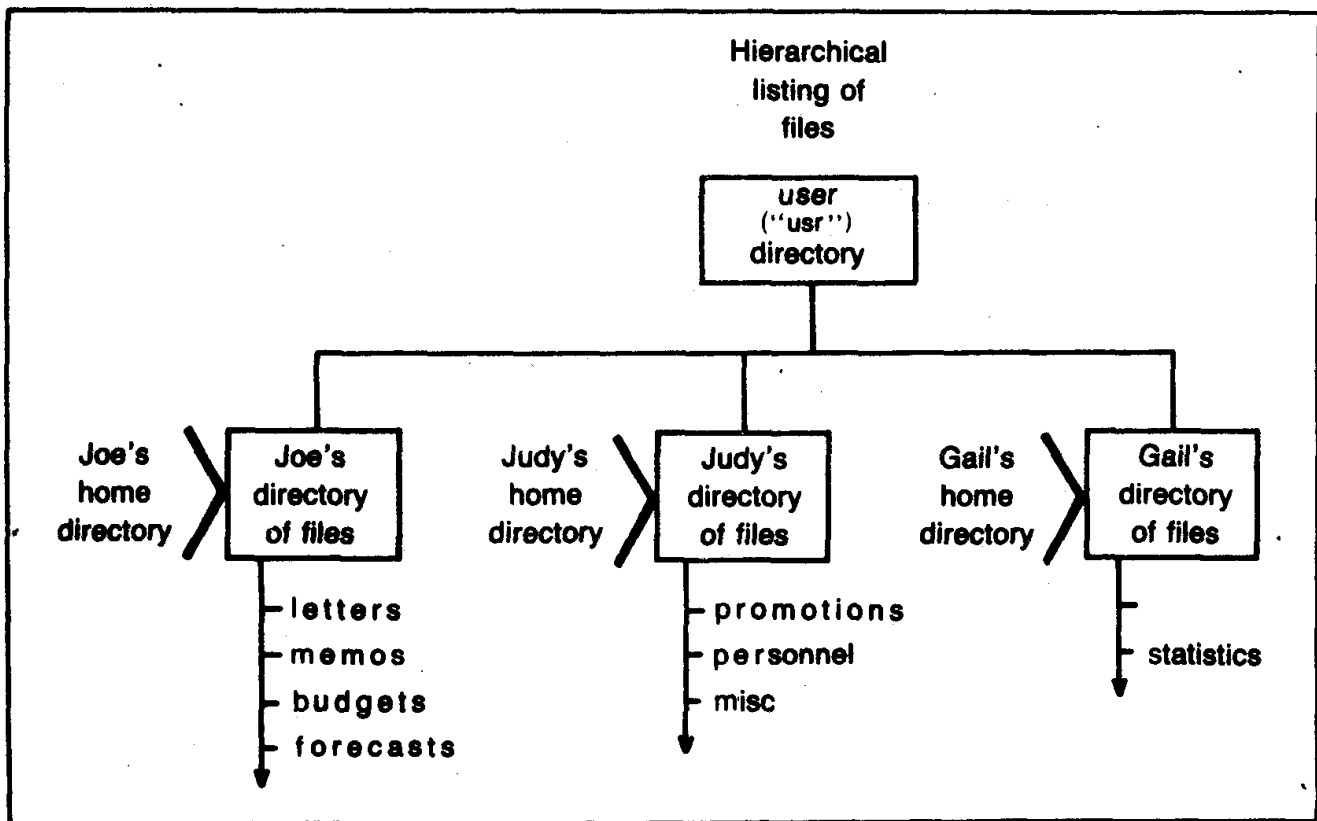 Hierarchical
listing of
files
user
("usr")
directory
Joe's
home
directory
Joe's
directory
of files
Judy's
home
directory
Judy's
directory
of files
Gail's
home
directory
Gail's
directory
of files
letters
memos
budgets
forecasts
promotions
personnel
misc
statistics